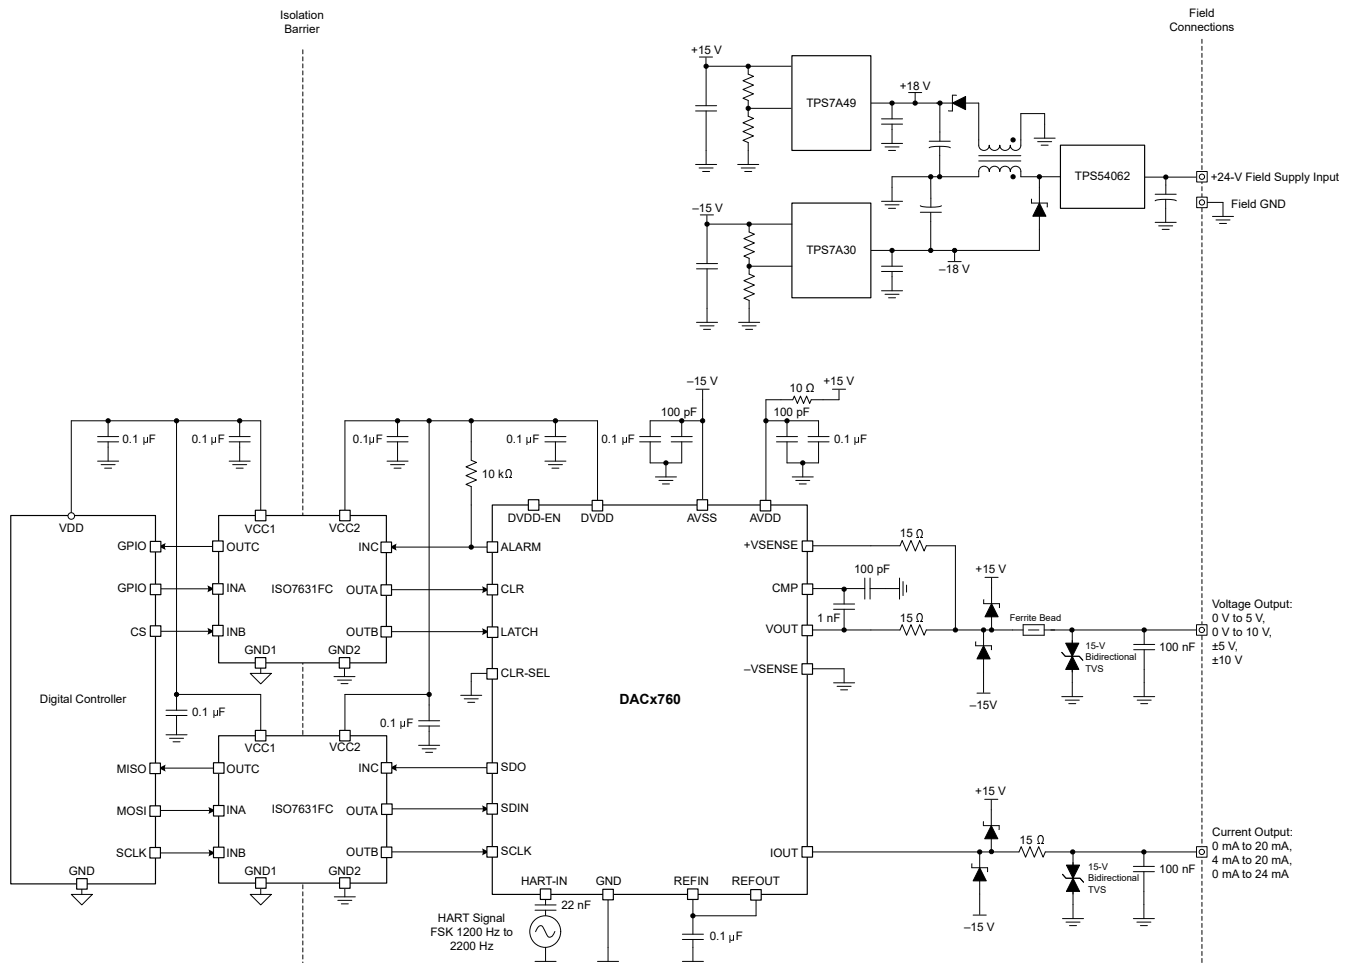 Isolation
Barrier
Field
Connections
+15 V
TPS7A49
+18 V
TPS54062
+24-V Field Supply Input
Field GND
–15 V
TPS7A30
–18 V
–15 V
10 Ω
+15 V
100 pF
100 pF
0.1 µF
0.1 µF
0.1µF
0.1 µF
0.1 µF
0.1 µF
10 kΩ
VDD
VCC1
VCC2
DVDD-EN
DVDD
AVSS
AVDD
GPIO
OUTC
INC
ALARM
+VSENSE
15 Ω
GPIO
INA
ISO7631FC
OUTA
CLR
CMP
100 pF
+15 V
1 nF
CS
INB
OUTB
LATCH
VOUT
15 Ω
Ferrite Bead
Voltage Output:
0 V to 5 V,
0 V to 10 V,
±5 V,
±10 V
15-V
Bidirectional
TVS
100 nF
GND1
GND2
CLR-SEL
–VSENSE
–15V
Digital Controller
DACx760
0.1 µF
0.1 µF
VCC1
VCC2
MISO
OUTC
INC
SDO
MOSI
INA
ISO7631FC
OUTA
SDIN
+15 V
SCLK
INB
OUTB
SCLK
IOUT
15 Ω
Current Output:
0 mA to 20 mA,
4 mA to 20 mA,
0 mA to 24 mA
15-V
Bidirectional
TVS
100 nF
–15 V
GND
GND1
GND2
HART-IN
GND
REFIN
REFOUT
22 nF
HART Signal
FSK 1200 Hz to
2200 Hz
0.1 µF